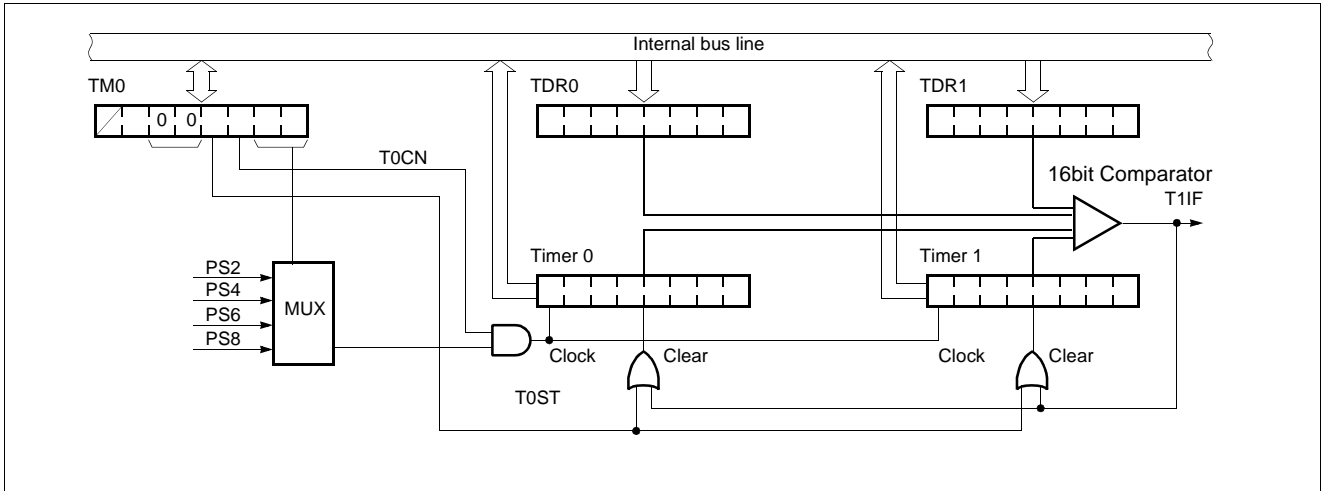 Internal bus line
TM0
TDR0
TDR1
0 0
T0CN
16bit Comparator
T1IF
Timer 0
Timer 1
PS2
PS4
PS6
PS8
MUX
Clock
Clear
Clock
Clear
T0ST